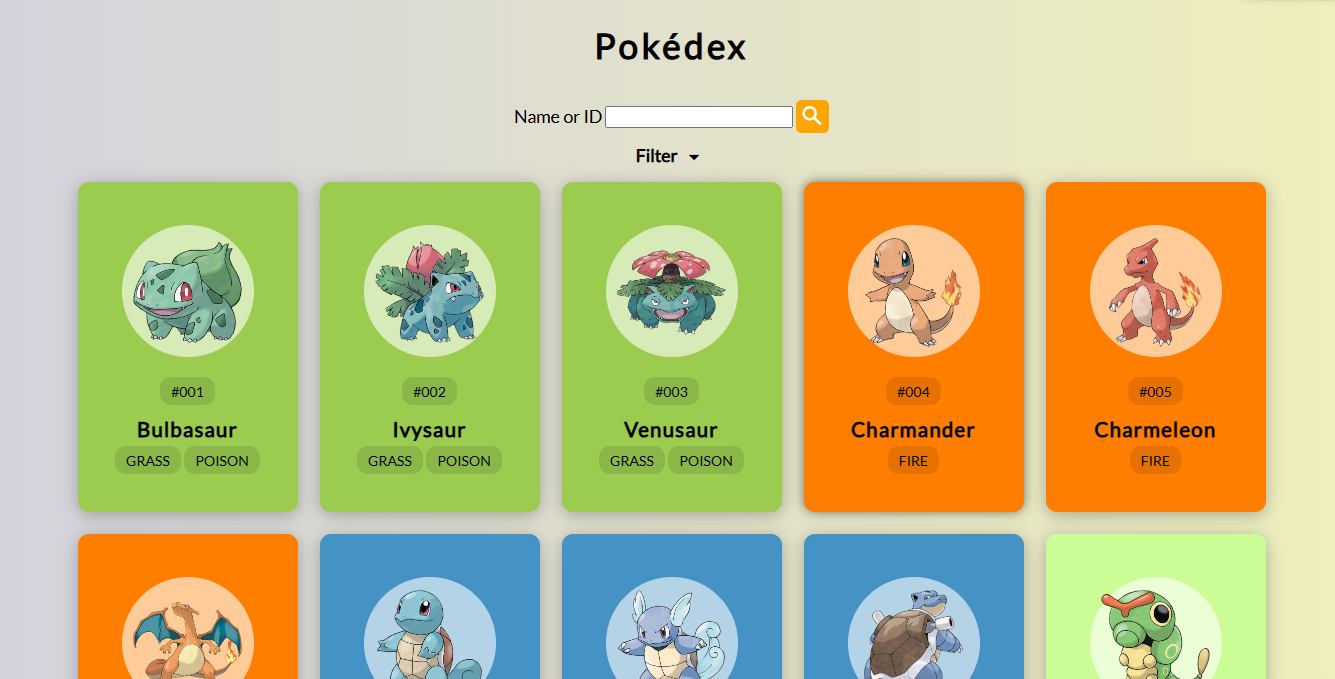 Pokédex
Name or ID
Filter
#001
Bulbasaur
GRASS POISON
#002
Ivysaur
GRASS POISON
#003
Venusaur
GRASS POISON
#004
Charmander
FIRE
#005
Charmeleon
FIRE